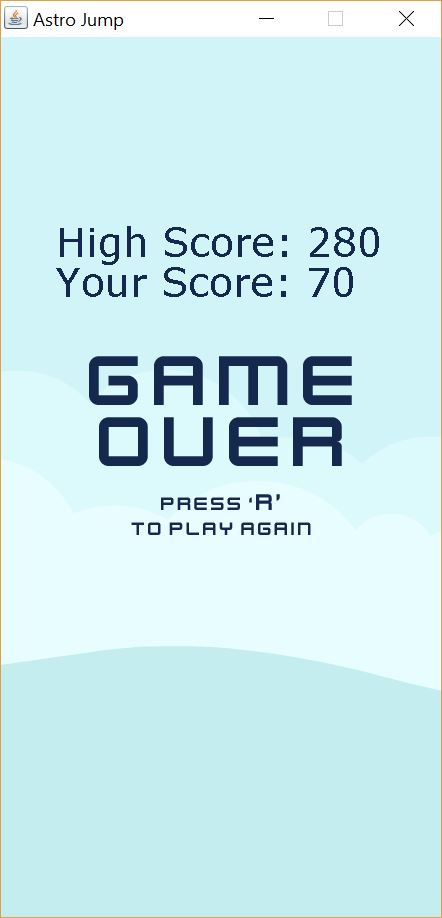 Astro Jump
High Score: 280
Your Score: 70
GAME
OVER
PRESS ‘R’
TO PLAY AGAIN